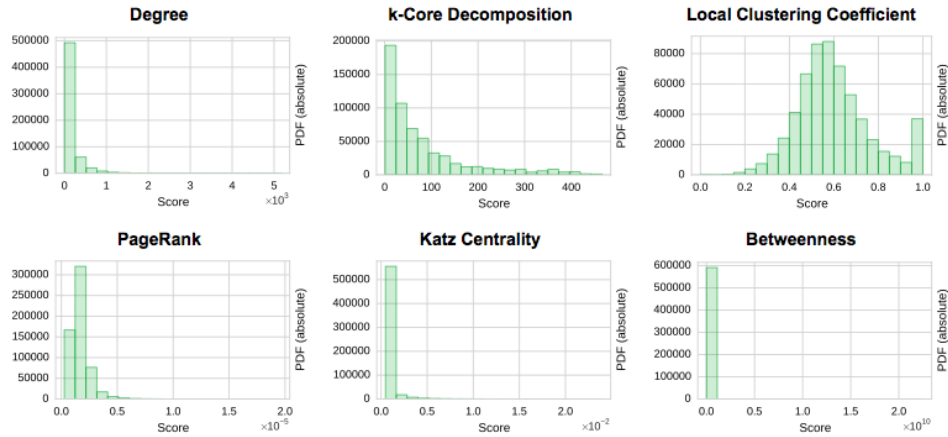 Degree
500000
400000
300000
200000
100000
0
PDF (absolute)
0 1 2 3 4 5
Score
×10³
k-Core Decomposition
200000
150000
100000
50000
0
PDF (absolute)
0 100 200 300 400
Score
Local Clustering Coefficient
80000
60000
40000
20000
0
PDF (absolute)
0.0 0.2 0.4 0.6 0.8 1.0
Score
PageRank
300000
250000
200000
150000
100000
50000
0
PDF (absolute)
0.0 0.5 1.0 1.5 2.0
Score
×10⁻⁵
Katz Centrality
500000
400000
300000
200000
100000
0
PDF (absolute)
0.0 0.5 1.0 1.5 2.0
Score
×10⁻²
Betweenness
600000
500000
400000
300000
200000
100000
0
PDF (absolute)
0.0 0.5 1.0 1.5 2.0
Score
×10¹⁰